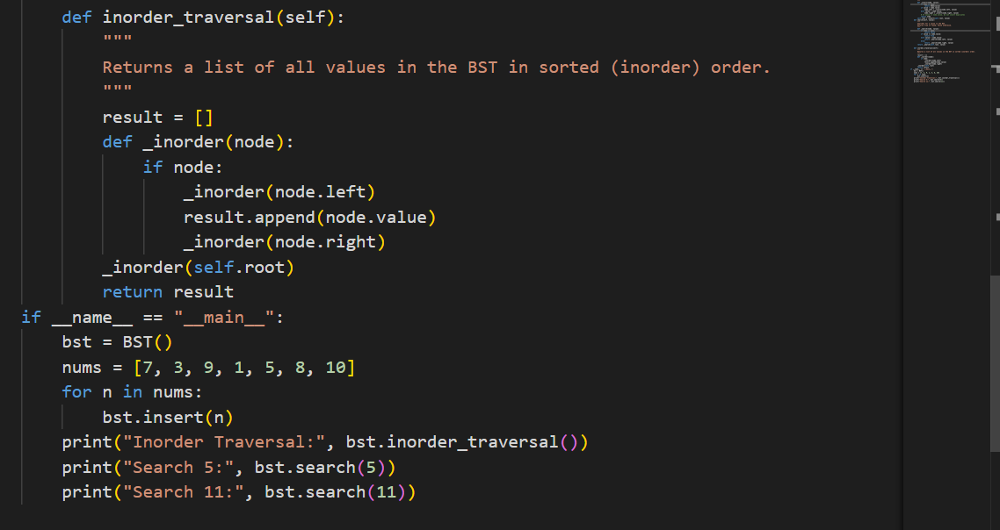 def inorder_traversal(self):
"""
Returns a list of all values in the BST in sorted (inorder) order.
"""
result = []
def _inorder(node):
if node:
_inorder(node.left)
result.append(node.value)
_inorder(node.right)
_inorder(self.root)
return result
if __name__ == "__main__":
bst = BST()
nums = [7, 3, 9, 1, 5, 8, 10]
for n in nums:
bst.insert(n)
print("Inorder Traversal:", bst.inorder_traversal())
print("Search 5:", bst.search(5))
print("Search 11:", bst.search(11))